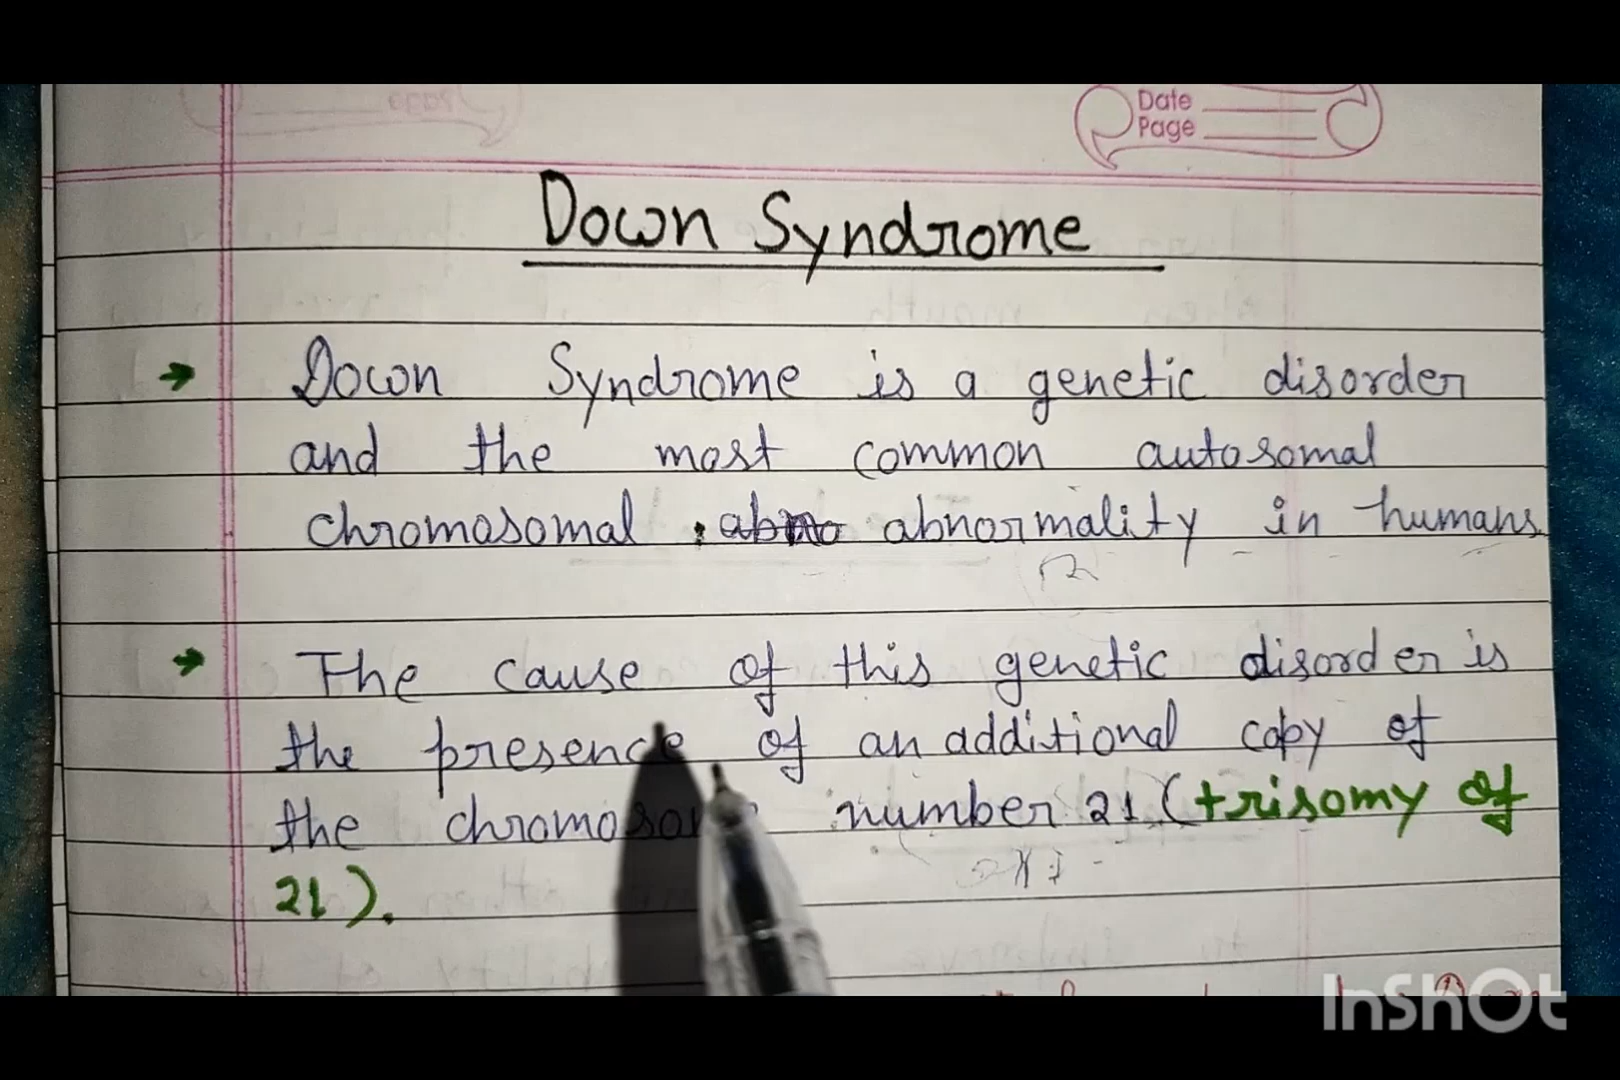 Date
Page
Down Syndrome
→ Down Syndrome is a genetic disorder
and the most common autosomal
chromosomal abno abnormality in humans.
→ The cause of this genetic disorder is
the presence of an additional copy of
the number 21 (trisomy of
21).
InShOt